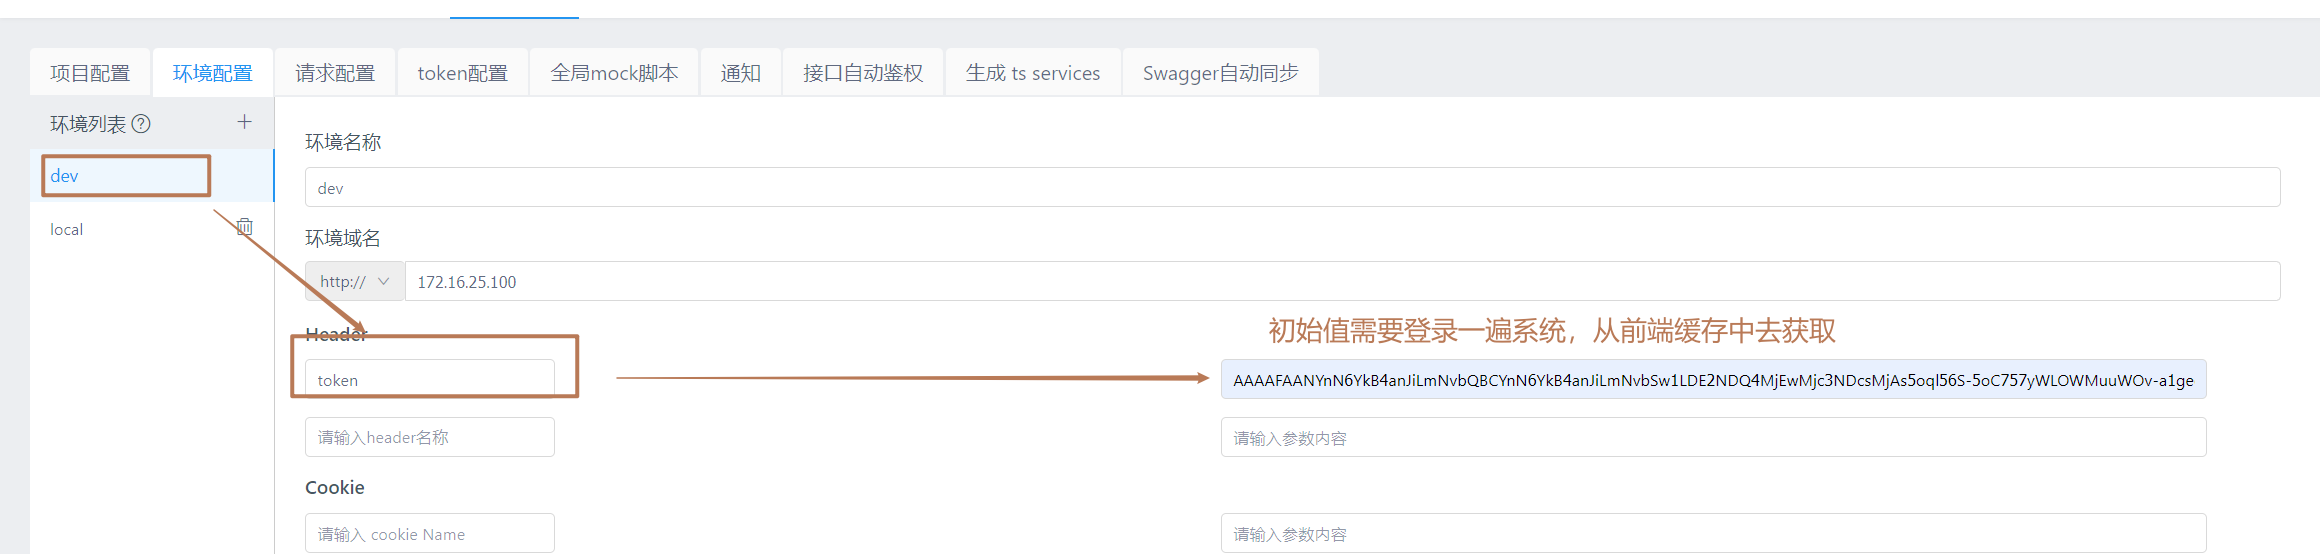 项目配置 环境配置 请求配置 token配置 全局mock脚本 通知 接口自动鉴权 生成 ts services Swagger自动同步
环境列表
dev
local
环境名称
dev
环境域名
http:// 172.16.25.100
Header
初始值需要登录一遍系统，从前端缓存中去获取
token AAAAFAANYnN6YkB4anJiLmNvbQBCYnN6YkB4anJiLmNvbSw1LDE2NDQ4MjEwMjc3NDcsMjAs5oql56S-5oC757yWLOWMuuWOv-a1ge
请输入header名称 请输入参数内容
Cookie
请输入 cookie Name 请输入参数内容